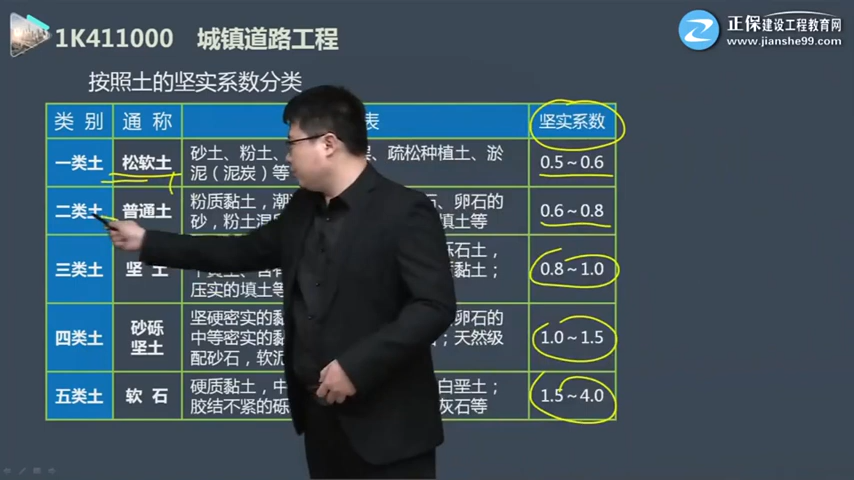 1K411000 城镇道路工程
正保建设工程教育网
www.jianshe99.com
按照土的坚实系数分类
类 别 通 称 表 坚实系数
一类土 松软土 砂土、粉土、 疏松种植土、淤
泥（泥炭）等 0.5～0.6
二类土 普通土 粉质黏土，潮 、卵石的
砂，粉土混 填土等 0.6～0.8
三类土 坚 土 砾石土，
黏土；
压实的填土等 0.8～1.0
四类土 砂砾
坚土 坚硬密实的黏 卵石的
中等密实的黏 ；天然级
配砂石，软泥 1.0～1.5
五类土 软 石 硬质黏土，中 白垩土；
胶结不紧的砾 灰石等 1.5～4.0